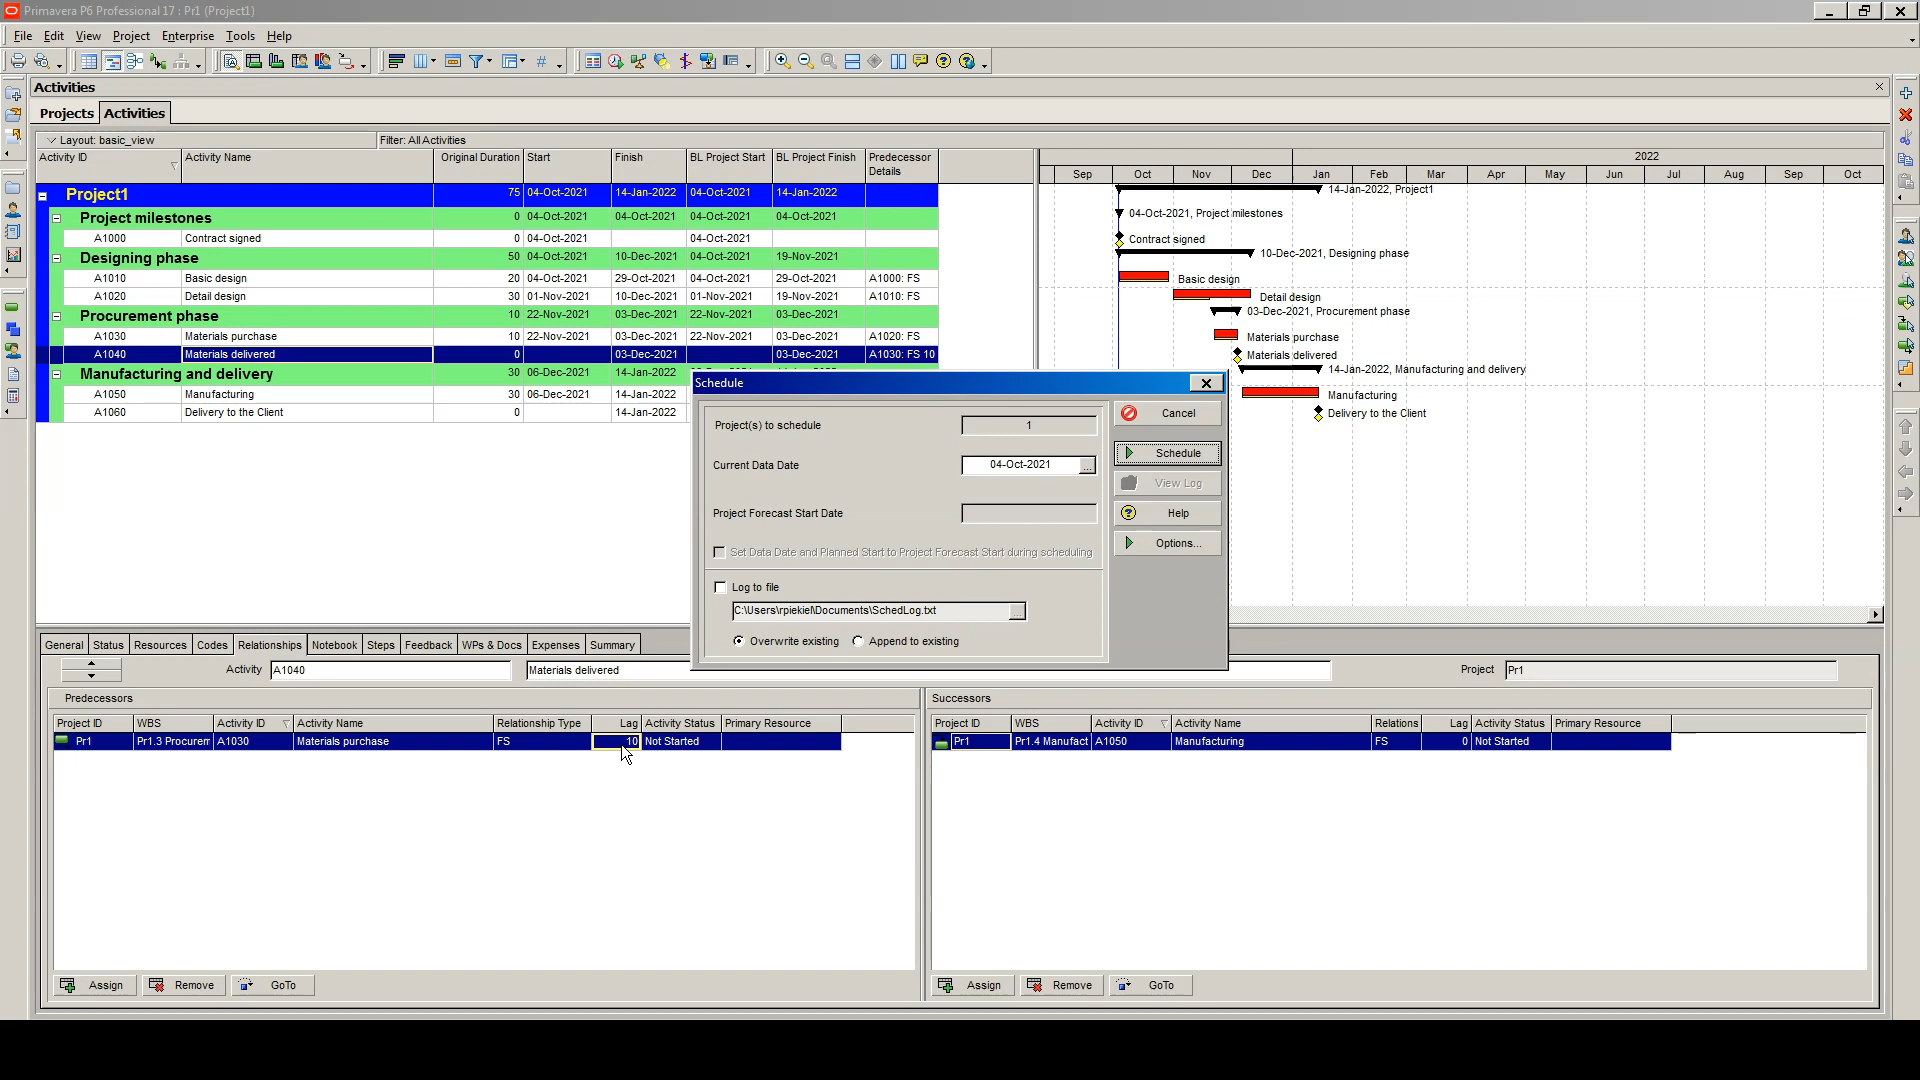 Primavera P6 Professional 17 : Pr1 (Project1)
File Edit View Project Enterprise Tools Help
Activities
Projects Activities
Layout: basic_view Filter: All Activities
Activity ID Activity Name Original Duration Start Finish BL Project Start BL Project Finish Predecessor Details
2022
Sep Oct Nov Dec Jan Feb Mar Apr May Jun Jul Aug Sep Oct
Project1 75 04-Oct-2021 14-Jan-2022 04-Oct-2021 14-Jan-2022
14-Jan-2022, Project1
Project milestones 0 04-Oct-2021 04-Oct-2021 04-Oct-2021 04-Oct-2021
04-Oct-2021, Project milestones
A1000 Contract signed 0 04-Oct-2021 04-Oct-2021
Contract signed
Designing phase 50 04-Oct-2021 10-Dec-2021 04-Oct-2021 19-Nov-2021
10-Dec-2021, Designing phase
A1010 Basic design 20 04-Oct-2021 29-Oct-2021 04-Oct-2021 29-Oct-2021 A1000: FS
Basic design
A1020 Detail design 30 01-Nov-2021 10-Dec-2021 01-Nov-2021 19-Nov-2021 A1010: FS
Detail design
Procurement phase 10 22-Nov-2021 03-Dec-2021 22-Nov-2021 03-Dec-2021
03-Dec-2021, Procurement phase
A1030 Materials purchase 10 22-Nov-2021 03-Dec-2021 22-Nov-2021 03-Dec-2021 A1020: FS
Materials purchase
A1040 Materials delivered 0 03-Dec-2021 03-Dec-2021 A1030: FS 10
Materials delivered
Manufacturing and delivery 30 06-Dec-2021 14-Jan-2022
14-Jan-2022, Manufacturing and delivery
A1050 Manufacturing 30 06-Dec-2021 14-Jan-2022
Manufacturing
A1060 Delivery to the Client 0 14-Jan-2022
Delivery to the Client
Schedule
Project(s) to schedule 1
Cancel
Current Data Date 04-Oct-2021 ...
Schedule
View Log
Project Forecast Start Date
Help
Set Data Date and Planned Start to Project Forecast Start during scheduling
Options...
Log to file
C:\Users\rpiekiel\Documents\SchedLog.txt ...
Overwrite existing Append to existing
General Status Resources Codes Relationships Notebook Steps Feedback WPs & Docs Expenses Summary
Activity A1040 Materials delivered Project Pr1
Predecessors
Project ID WBS Activity ID Activity Name Relationship Type Lag Activity Status Primary Resource
Pr1 Pr1.3 Procurem A1030 Materials purchase FS 10 Not Started
Assign Remove GoTo
Successors
Project ID WBS Activity ID Activity Name Relations Lag Activity Status Primary Resource
Pr1 Pr1.4 Manufact A1050 Manufacturing FS 0 Not Started
Assign Remove GoTo